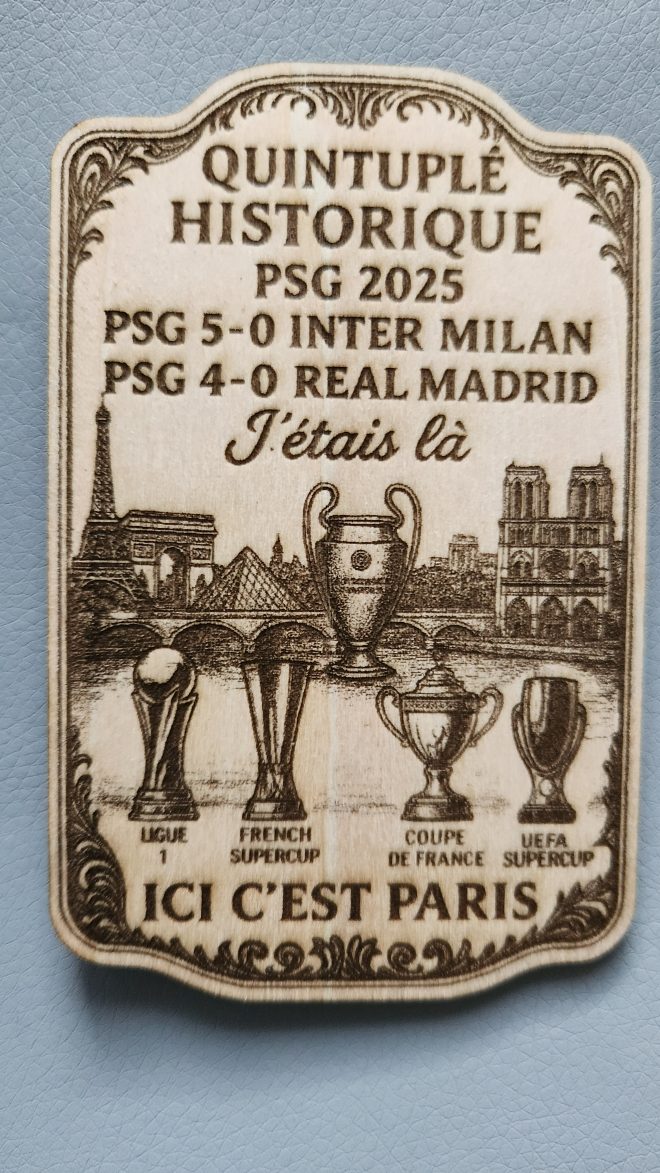 QUINTUPLÉ
HISTORIQUE
PSG 2025
PSG 5-0 INTER MILAN
PSG 4-0 REAL MADRID
J'étais là
LIGUE
1
FRENCH
SUPERCUP
COUPE
DE FRANCE
UEFA
SUPERCUP
ICI C'EST PARIS